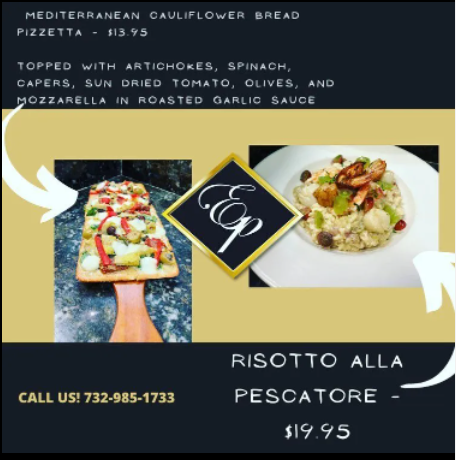 MEDITERRANEAN CAULIFLOWER BREAD
PIZZETTA - $13.95
TOPPED WITH ARTICHOKES, SPINACH,
CAPERS, SUN DRIED TOMATO, OLIVES, AND
MOZZARELLA IN ROASTED GARLIC SAUCE
Ep
RISOTTO ALLA
PESCATORE -
$19.95
CALL US! 732-985-1733